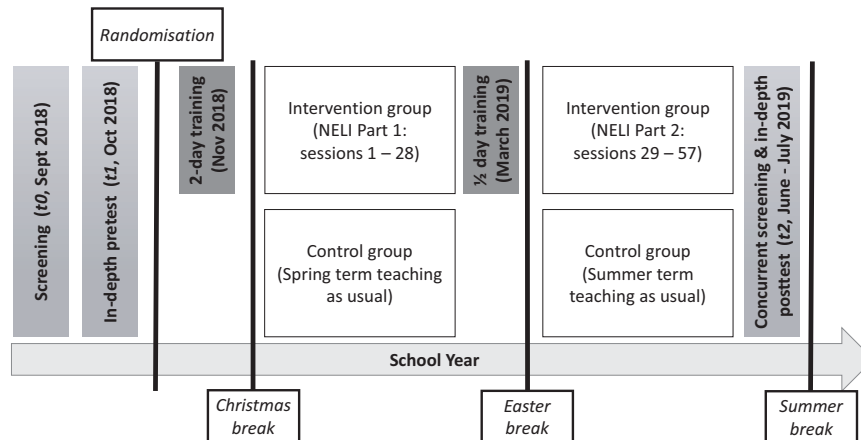 Randomisation
Screening (t0, Sept 2018)
In-depth pretest (t1, Oct 2018)
2-day training
(Nov 2018)
Intervention group
(NELI Part 1:
sessions 1 – 28)
Control group
(Spring term teaching
as usual)
½ day training
(March 2019)
Intervention group
(NELI Part 2:
sessions 29 – 57)
Control group
(Summer term
teaching as usual)
Concurrent screening & in-depth
posttest (t2, June - July 2019)
School Year
Christmas
break
Easter
break
Summer
break